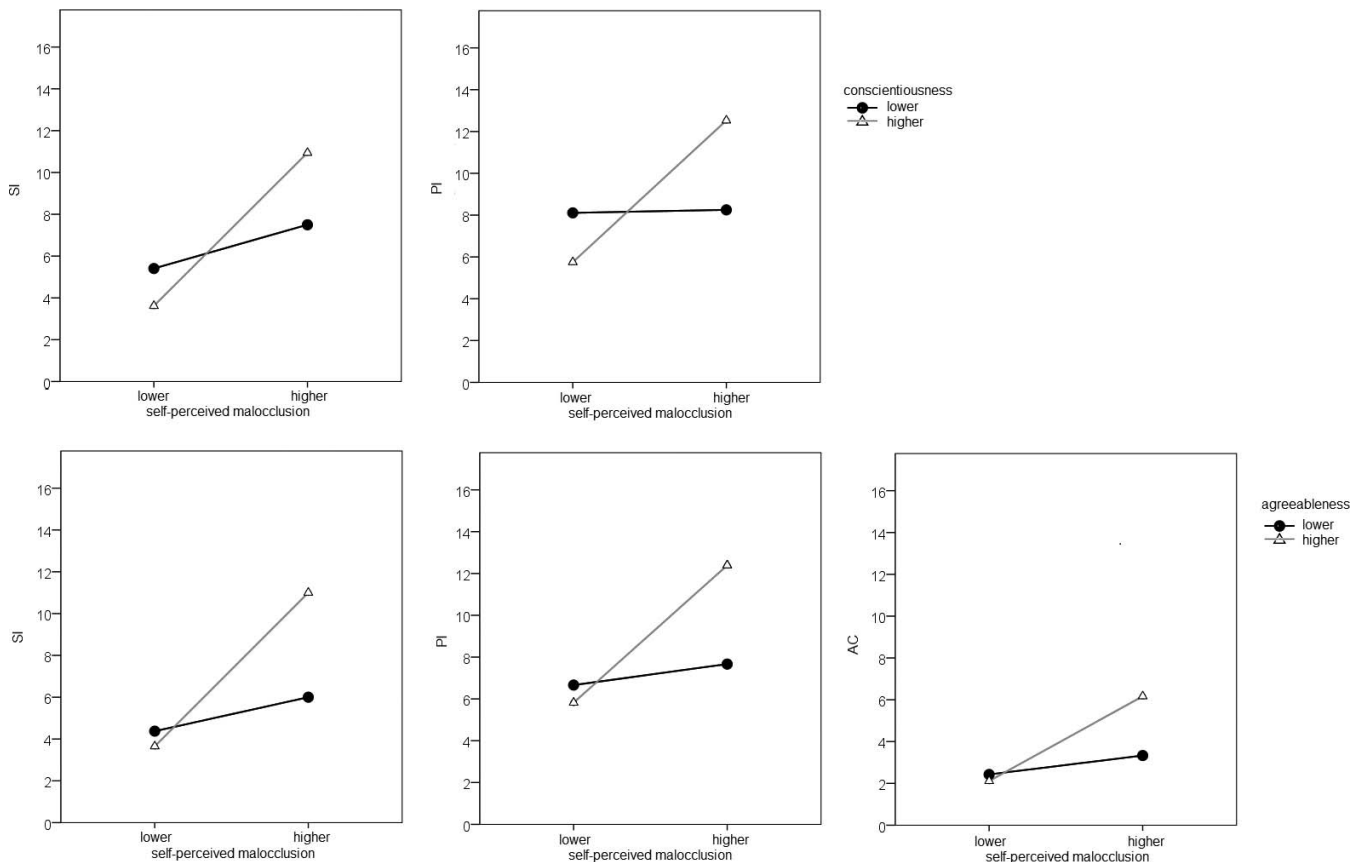 16
14
12
10
8
6
4
2
0
SI
lower higher
self-perceived malocclusion
16
14
12
10
8
6
4
2
0
PI
lower higher
self-perceived malocclusion
conscientiousness
lower
higher
16
14
12
10
8
6
4
2
0
SI
lower higher
self-perceived malocclusion
16
14
12
10
8
6
4
2
0
PI
lower higher
self-perceived malocclusion
16
14
12
10
8
6
4
2
0
AC
lower higher
self-perceived malocclusion
agreeableness
lower
higher